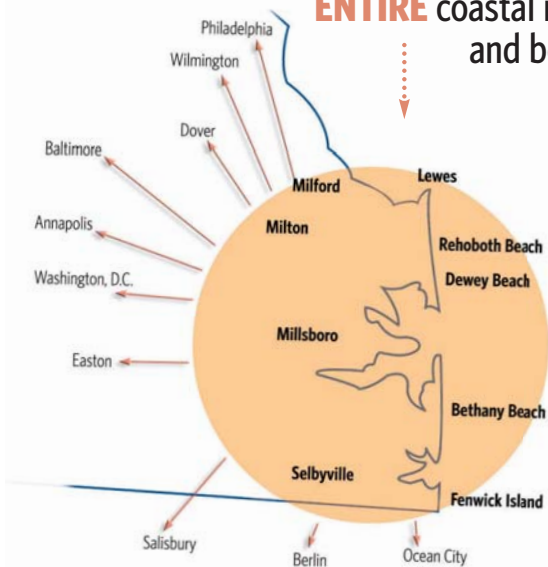 ENTIRE coastal
and b
Philadelphia
Wilmington
Dover
Baltimore
Annapolis
Washington, D.C.
Easton
Milford
Lewes
Milton
Rehoboth Beach
Dewey Beach
Millsboro
Bethany Beach
Selbyville
Fenwick Island
Salisbury
Berlin
Ocean City